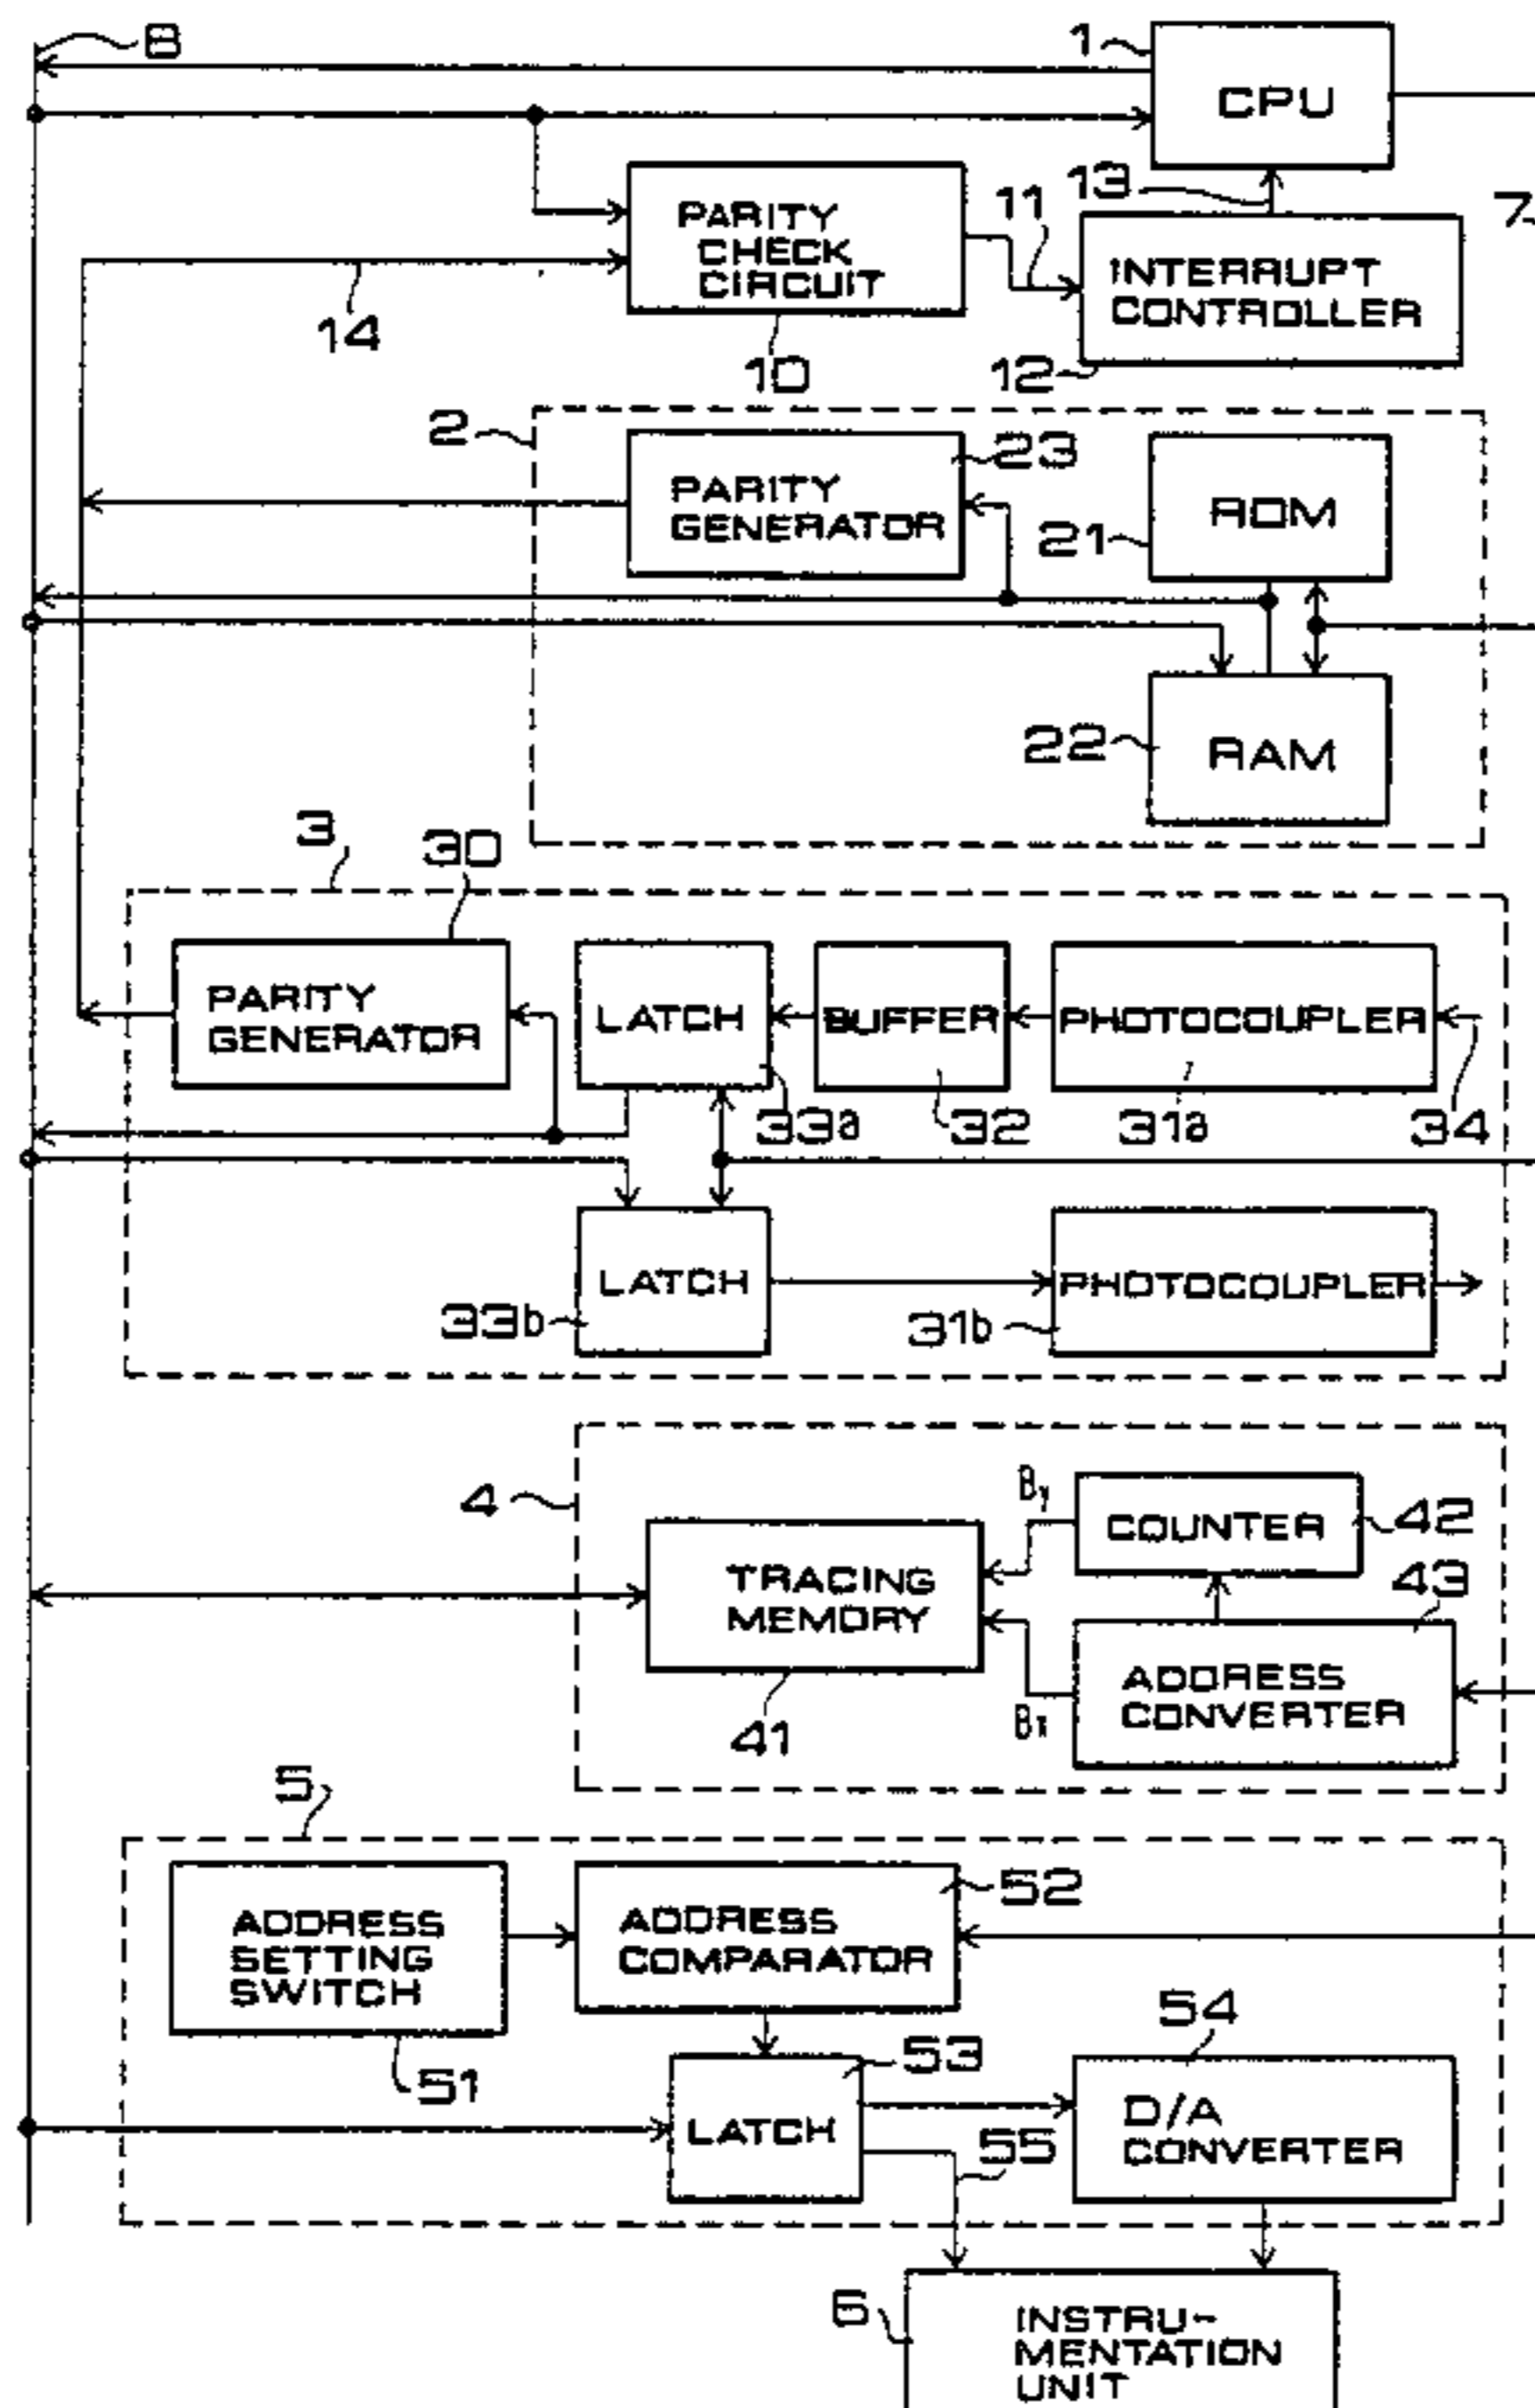 8
1
CPU
13
7
PARITY
CHECK
CIRCUIT
11
INTERRUPT
CONTROLLER
14
10
12
2
23
PARITY
GENERATOR
ROM
21
22
RAM
3
30
PARITY
GENERATOR
LATCH
BUFFER
PHOTOCOUPLER
33a
32
31a
34
LATCH
PHOTOCOUPLER
33b
31b
4
By
COUNTER
42
TRACING
MEMORY
43
ADDRESS
CONVERTER
41
5
ADDRESS
SETTING
SWITCH
ADDRESS
COMPARATOR
52
54
51
53
LATCH
D/A
CONVERTER
55
6
INSTRU-
MENTATION
UNIT